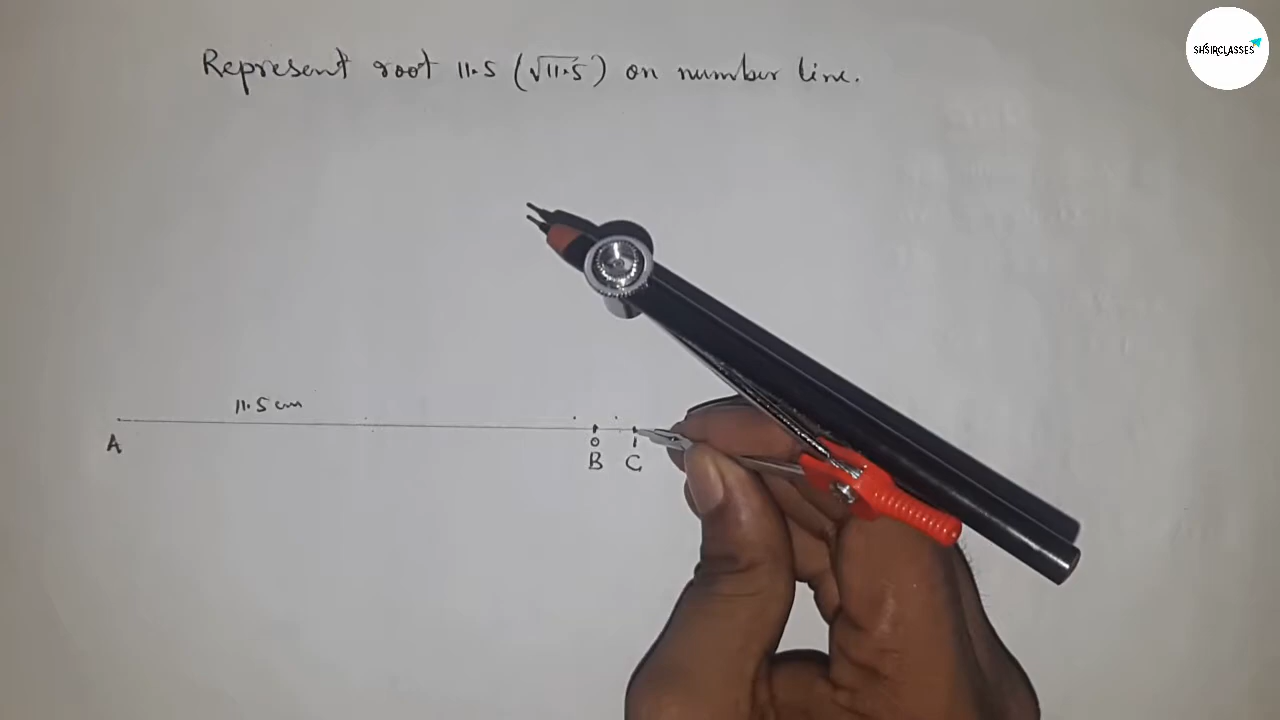 Represent root 11.5 (√11.5) on number line.
SHSIRCLASSES
11.5 cm
A
0 1
B C